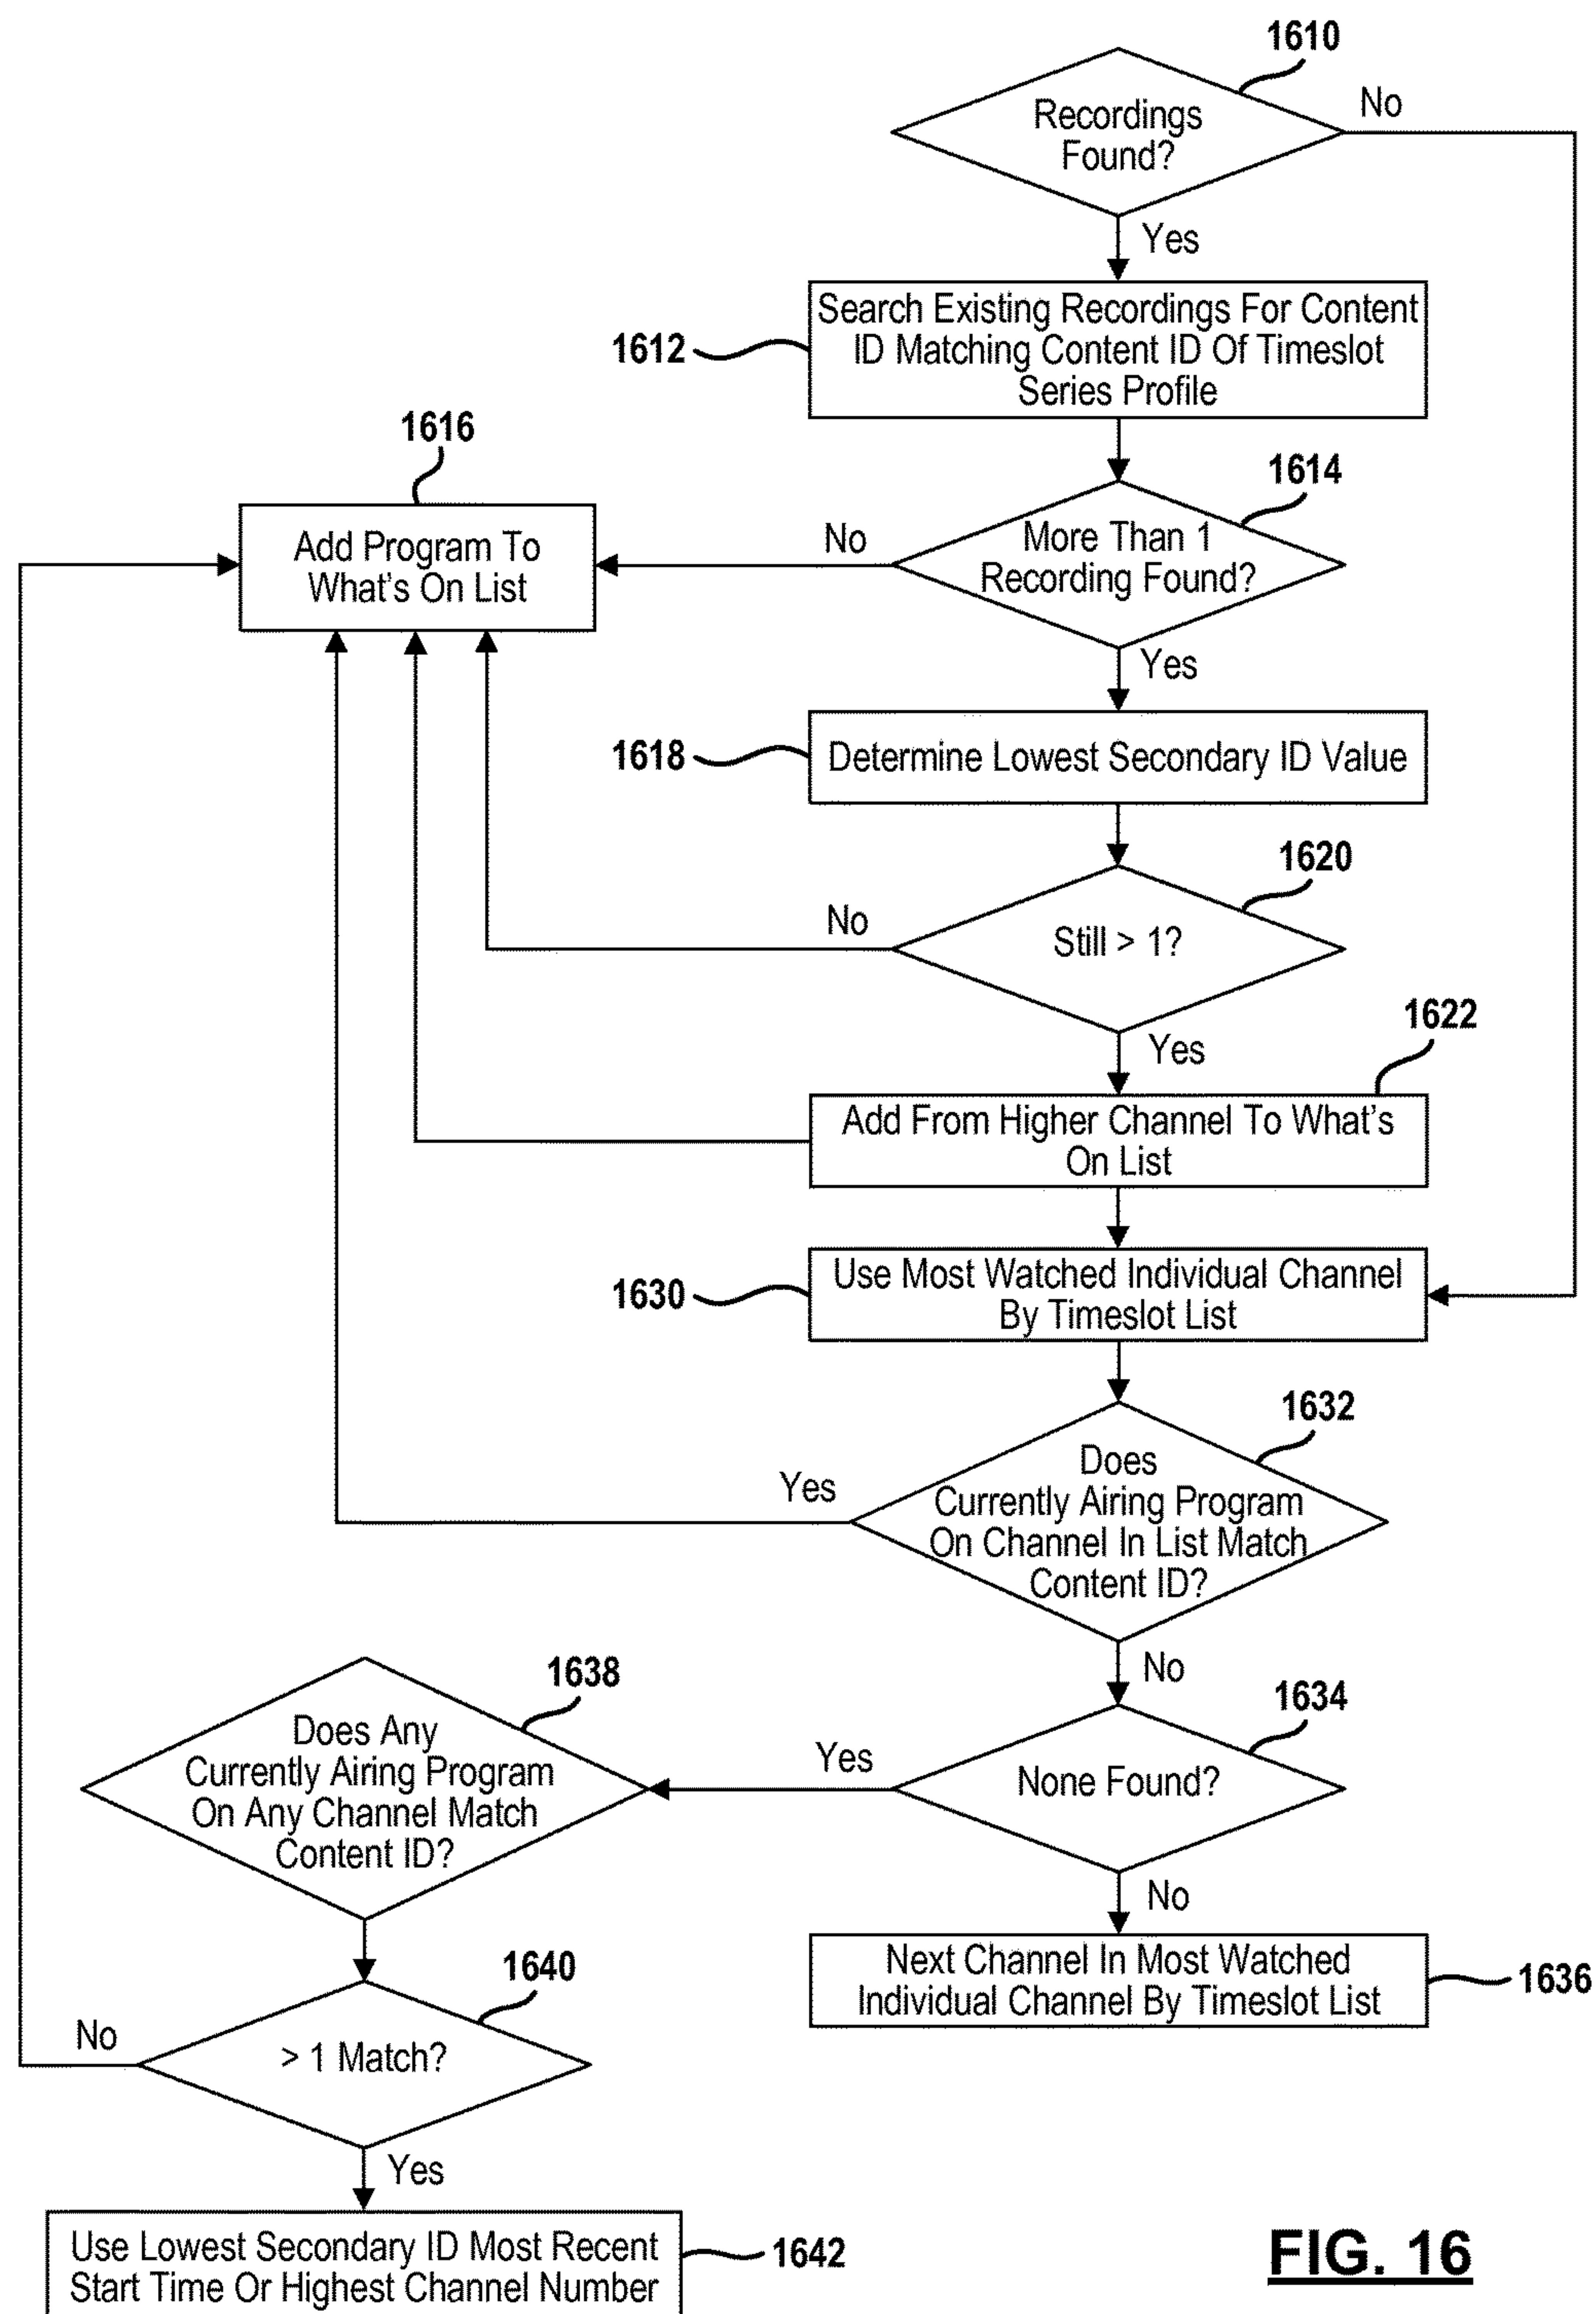 1610
Recordings
Found?
No
Yes
Search Existing Recordings For Content
ID Matching Content ID Of Timeslot
Series Profile
1612
1616
Add Program To
What's On List
1614
No
More Than 1
Recording Found?
Yes
1618
Determine Lowest Secondary ID Value
1620
No
Still > 1?
Yes
1622
Add From Higher Channel To What's
On List
1630
Use Most Watched Individual Channel
By Timeslot List
1632
Yes
Does
Currently Airing Program
On Channel In List Match
Content ID?
No
1638
Does Any
Currently Airing Program
On Any Channel Match
Content ID?
1634
Yes
None Found?
No
1640
Next Channel In Most Watched
Individual Channel By Timeslot List
1636
No
> 1 Match?
Yes
Use Lowest Secondary ID Most Recent
Start Time Or Highest Channel Number
1642
FIG. 16